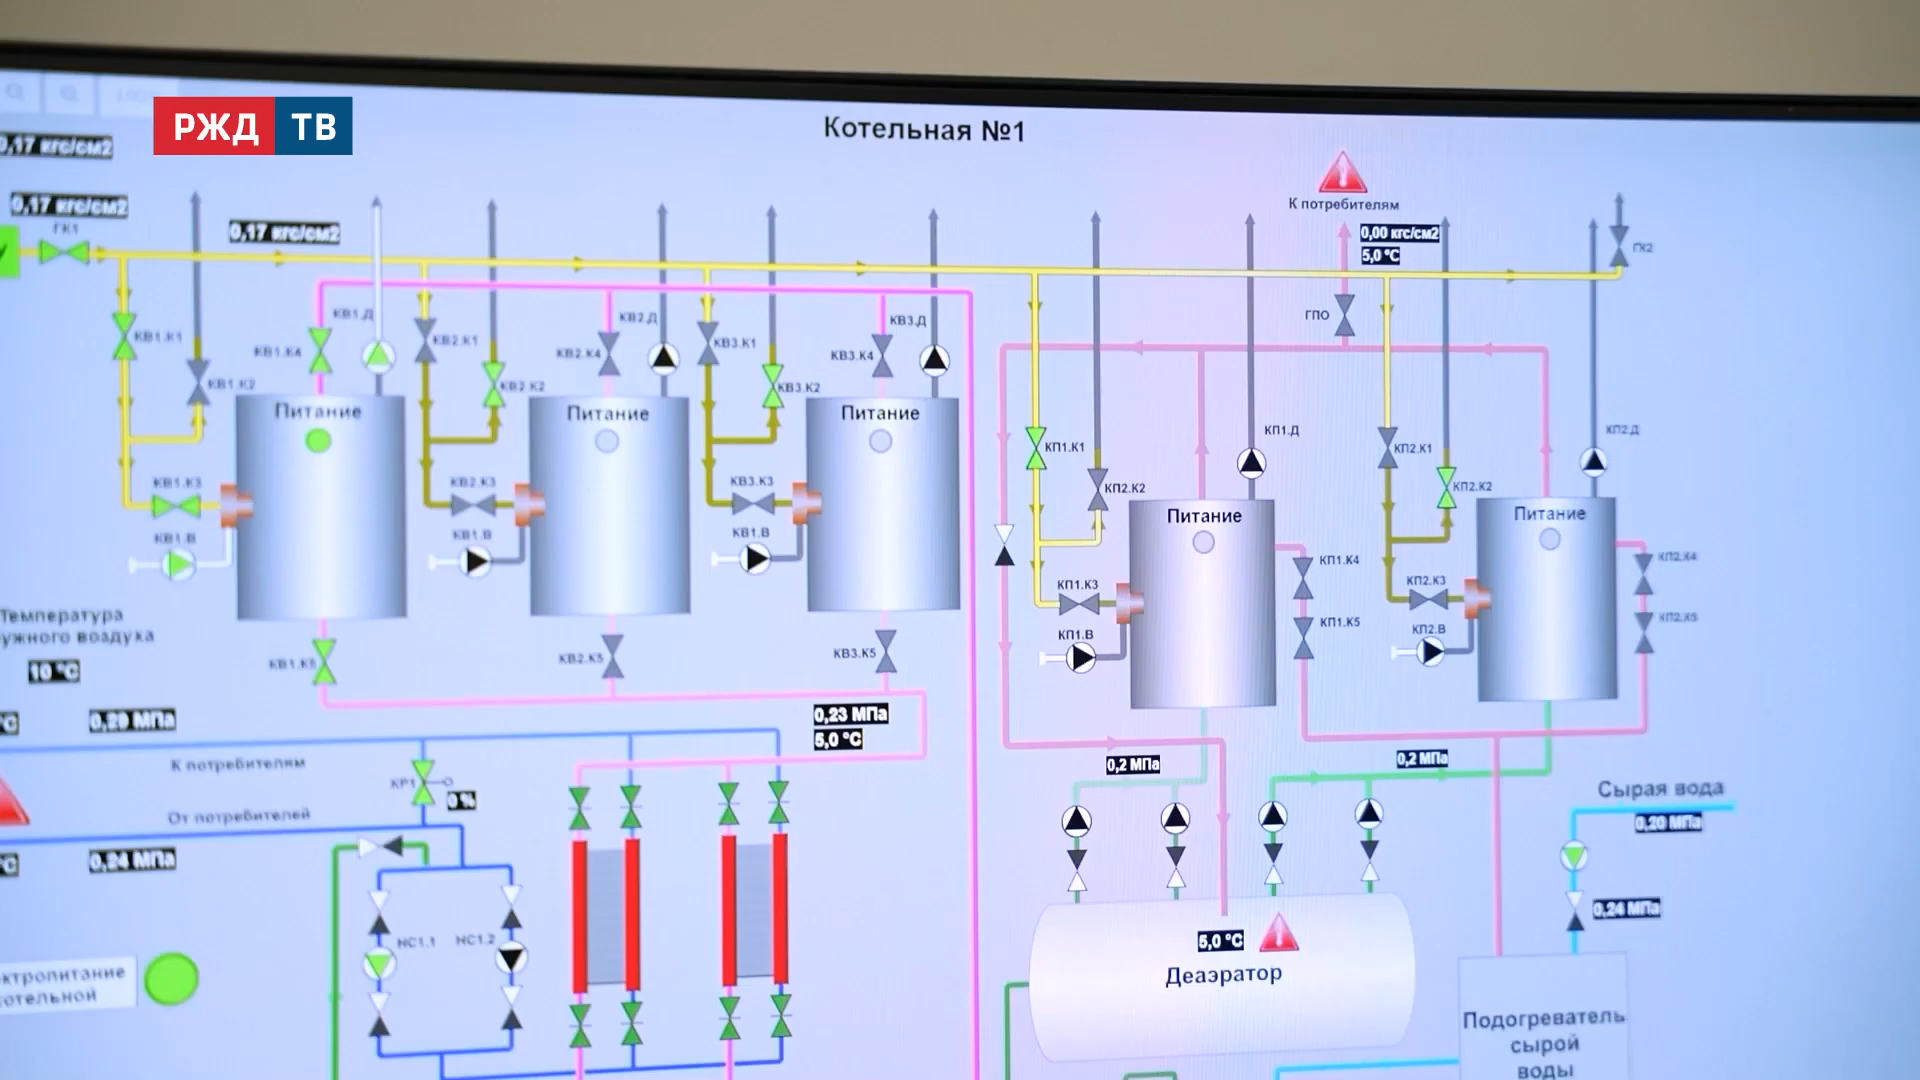 РЖД ТВ
Котельная №1
0,17 кгс/см2
0,17 кгс/см2
ГК1
0,17 кгс/см2
К потребителям
0,00 кгс/см2
5,0 °C
ГК2
ГПО
КВ1.Д
КВ2.Д
КВ3.Д
КВ1.К1
КВ1.К4
КВ2.К1
КВ2.К4
КВ3.К1
КВ3.К4
КВ1.К2
КВ2.К2
КВ3.К2
Питание
Питание
Питание
КП1.Д
КП2.Д
КП1.К1
КП2.К1
КП2.К2
КП2.К2
КВ1.К3
КВ2.К3
КВ3.К3
Питание
Питание
КВ1.В
КВ1.В
КВ1.В
КП1.К4
КП2.К4
КП1.К3
КП2.К3
КП1.К5
КП2.К5
КП1.В
КП2.В
Температура
ужного воздуха
10 °C
КВ1.К5
КВ2.К5
КВ3.К5
°C
0,29 МПа
0,23 МПа
5,0 °C
К потребителям
КР1
0 %
От потребителей
°C
0,24 МПа
0,2 МПа
0,2 МПа
Сырая вода
0,20 МПа
0,24 МПа
НС1.1
НС1.2
5,0 °C
Деаэратор
ктропитание
котельной
Подогреватель
сырой
воды